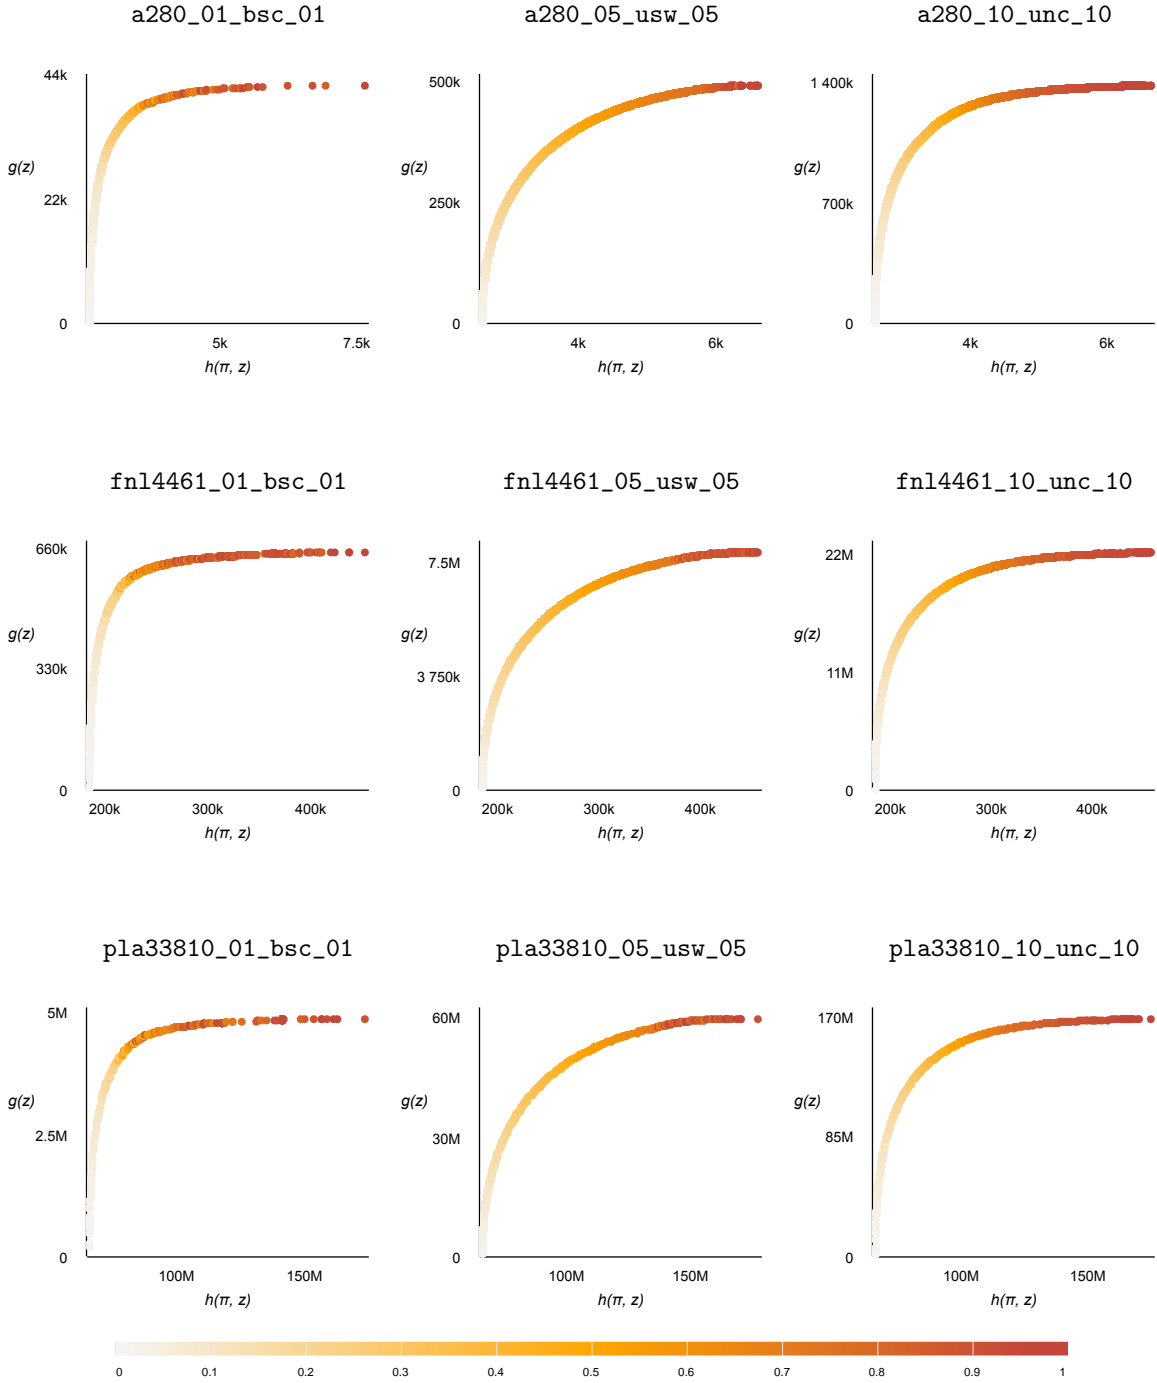 a280_01_bsc_01
a280_05_usw_05
a280_10_unc_10
44k
g(z)
22k
0
5k
7.5k
h(π, z)
500k
g(z)
250k
0
4k
6k
h(π, z)
1 400k
g(z)
700k
0
4k
6k
h(π, z)
fnl4461_01_bsc_01
fnl4461_05_usw_05
fnl4461_10_unc_10
660k
g(z)
330k
0
200k
300k
400k
h(π, z)
7.5M
g(z)
3 750k
0
200k
300k
400k
h(π, z)
22M
g(z)
11M
0
200k
300k
400k
h(π, z)
pla33810_01_bsc_01
pla33810_05_usw_05
pla33810_10_unc_10
5M
g(z)
2.5M
0
100M
150M
h(π, z)
60M
g(z)
30M
0
100M
150M
h(π, z)
170M
g(z)
85M
0
100M
150M
h(π, z)
0
0.1
0.2
0.3
0.4
0.5
0.6
0.7
0.8
0.9
1